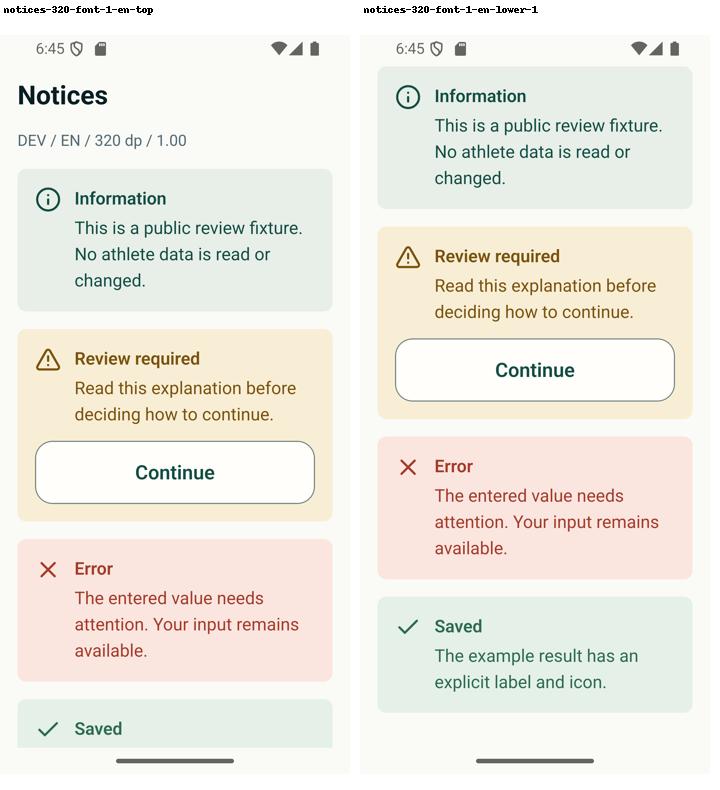 notices-320-font-1-en-top
6:45
Notices
DEV / EN / 320 dp / 1.00
Information
This is a public review fixture.
No athlete data is read or
changed.
Review required
Read this explanation before
deciding how to continue.
Continue
Error
The entered value needs
attention. Your input remains
available.
Saved
notices-320-font-1-en-lower-1
6:45
Information
This is a public review fixture.
No athlete data is read or
changed.
Review required
Read this explanation before
deciding how to continue.
Continue
Error
The entered value needs
attention. Your input remains
available.
Saved
The example result has an
explicit label and icon.